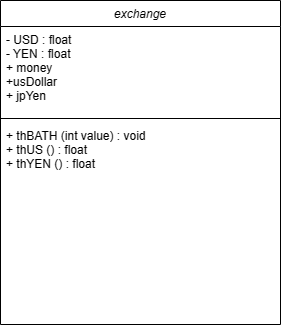 exchange
- USD : float
- YEN : float
+ money
+usDollar
+ jpYen
+ thBATH (int value) : void
+ thUS () : float
+ thYEN () : float